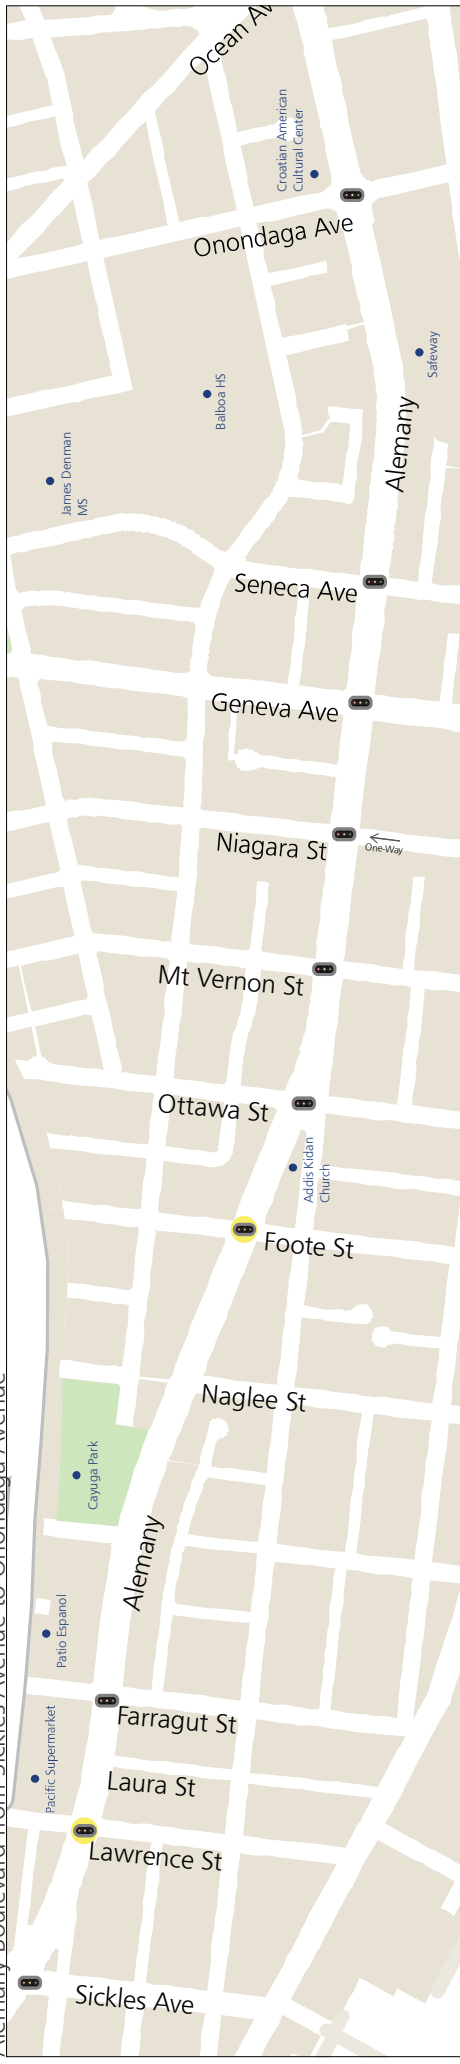 Ocean Av
Croatian American
Cultural Center
Onondaga Ave
Safeway
Balboa HS
Alemany
James Denman
MS
Seneca Ave
Geneva Ave
Niagara St
One-Way
Mt Vernon St
Ottawa St
Addis Kidan
Church
Foote St
Naglee St
Cayuga Park
Alemany
Patio Espanol
Farragut St
Pacific Supermarket
Laura St
Lawrence St
Sickles Ave
Alemany Boulevard from Sickles Avenue to Onondaga Avenue